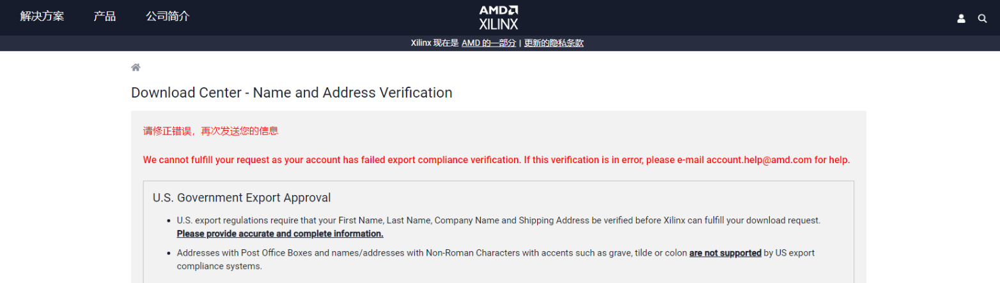 解决方案 产品 公司简介 AMD XILINX
Xilinx 现在是 AMD 的一部分 | 更新的隐私条款
Download Center - Name and Address Verification
请修正错误，再次发送您的信息
We cannot fulfill your request as your account has failed export compliance verification. If this verification is in error, please e-mail account.help@amd.com for help.
U.S. Government Export Approval
• U.S. export regulations require that your First Name, Last Name, Company Name and Shipping Address be verified before Xilinx can fulfill your download request.
Please provide accurate and complete information.
• Addresses with Post Office Boxes and names/addresses with Non-Roman Characters with accents such as grave, tilde or colon are not supported by US export
compliance systems.